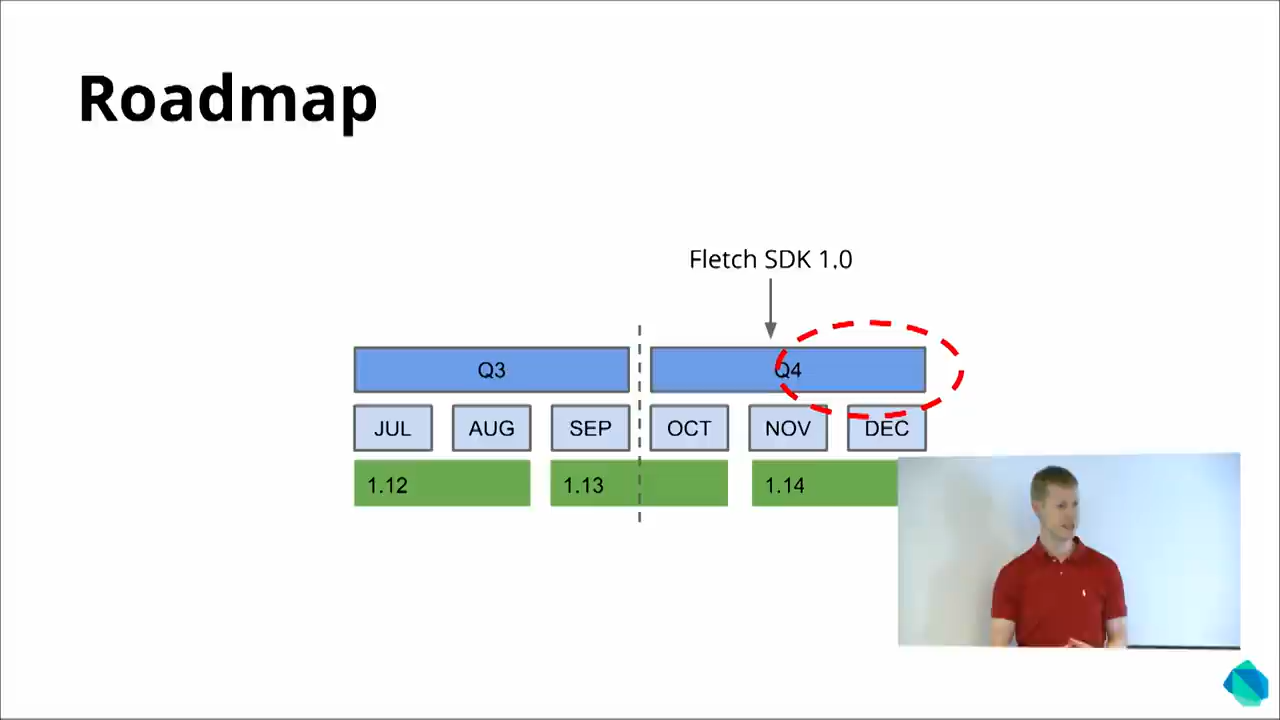 Roadmap
Fletch SDK 1.0
Q3 Q4
JUL AUG SEP OCT NOV DEC
1.12 1.13 1.14